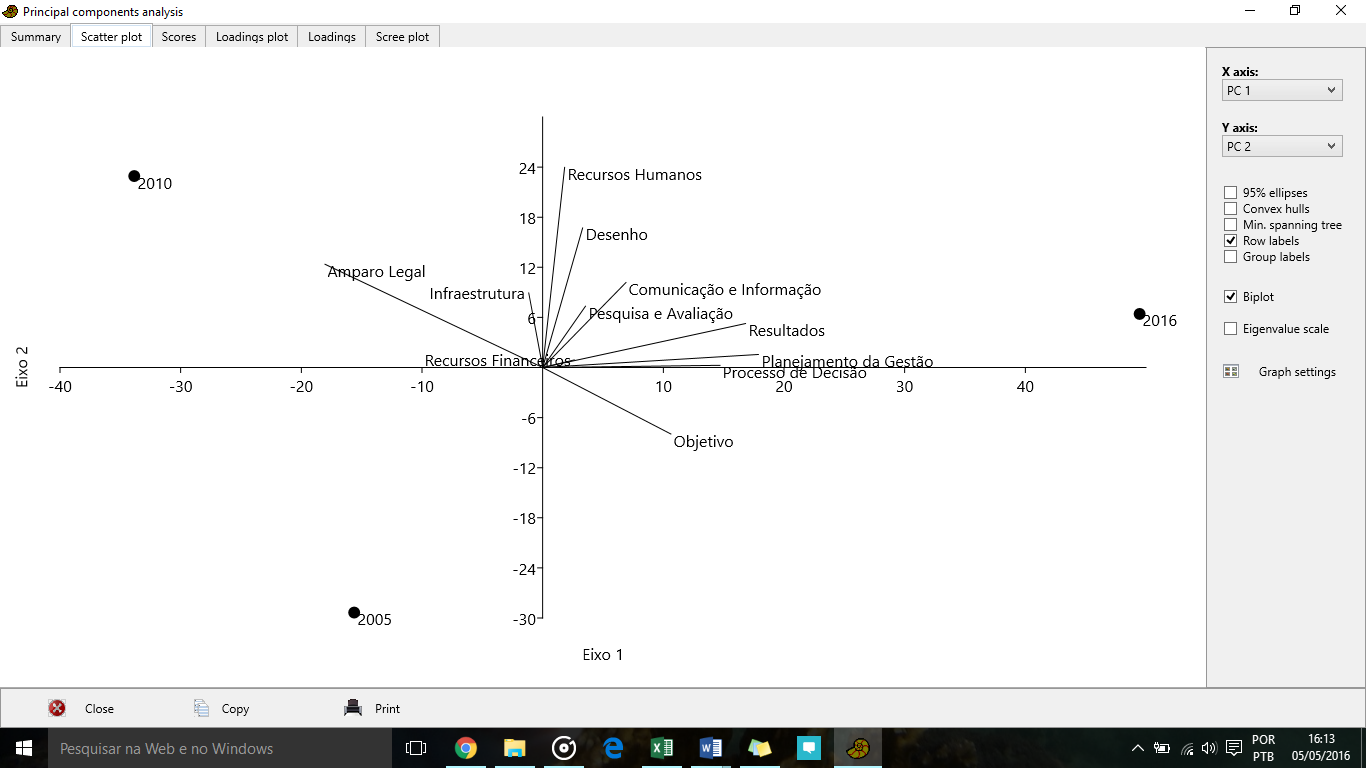 Principal components analysis
Summary
Scatter plot
Scores
Loadings plot
Loadings
Scree plot
X axis:
PC 1
Y axis:
PC 2
95% ellipses
Convex hulls
Min. spanning tree
Row labels
Group labels
Biplot
Eigenvalue scale
Graph settings
24
18
12
6
-6
-12
-18
-24
-30
-40
-30
-20
-10
0
10
20
30
40
Eixo 2
Eixo 1
2010
2016
2005
Recursos Humanos
Desenho
Amparo Legal
Infraestrutura
Comunicação e Informação
Pesquisa e Avaliação
Resultados
Recursos Financeiros
Planejamento da Gestão
Processo de Decisão
Objetivo
Close
Copy
Print
Pesquisar na Web e no Windows
POR
PTB
16:13
05/05/2016